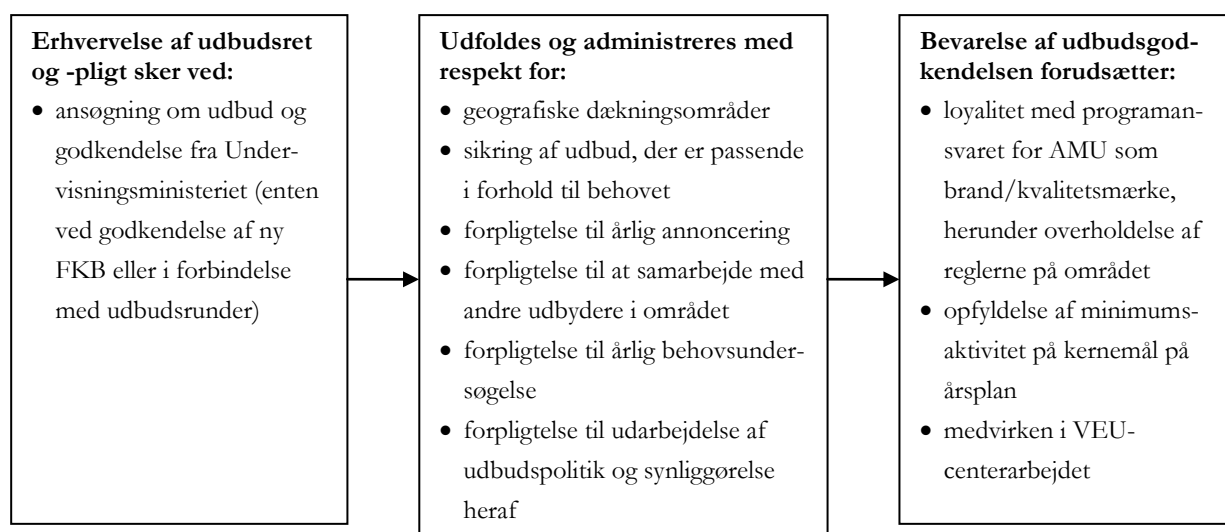 Erhvervelse af udbudsret
og -pligt sker ved:
• ansøgning om udbud og
godkendelse fra Under-
visningsministeriet (enten
ved godkendelse af ny
FKB eller i forbindelse
med udbudsrunder)
Udfoldes og administreres med
respekt for:
• geografiske dækningsområder
• sikring af udbud, der er passende
i forhold til behovet
• forpligtelse til årlig annoncering
• forpligtelse til at samarbejde med
andre udbydere i området
• forpligtelse til årlig behovsunder-
søgelse
• forpligtelse til udarbejdelse af
udbudspolitik og synliggørelse
heraf
Bevarelse af udbudsgod-
kendelsen forudsætter:
• loyalitet med programan-
svaret for AMU som
brand/kvalitetsmærke,
herunder overholdelse af
reglerne på området
• opfyldelse af minimums-
aktivitet på kernemål på
årsplan
• medvirken i VEU-
centerarbejdet